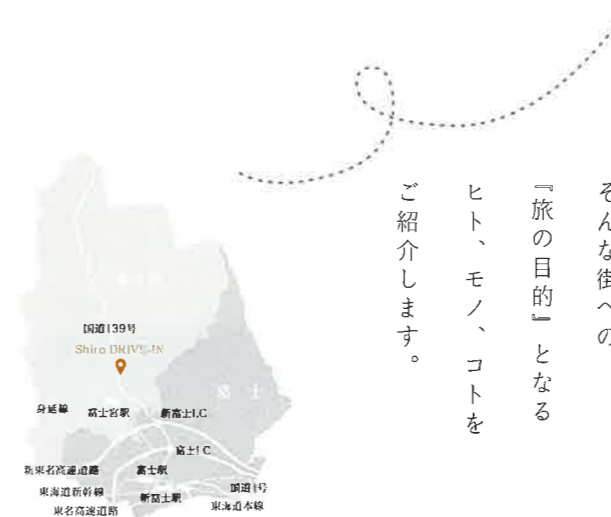 そんな街への
『旅の目的』となる
ヒト、モノ、コトを
ご紹介します。
国道139号
Shiro DRIVE-IN
身延線
富士宮駅
新富士I.C
富士
富士I.C
新東名高速道路
富士駅
東海道新幹線
新富士駅
国道1号
東名高速道路
東海道本線